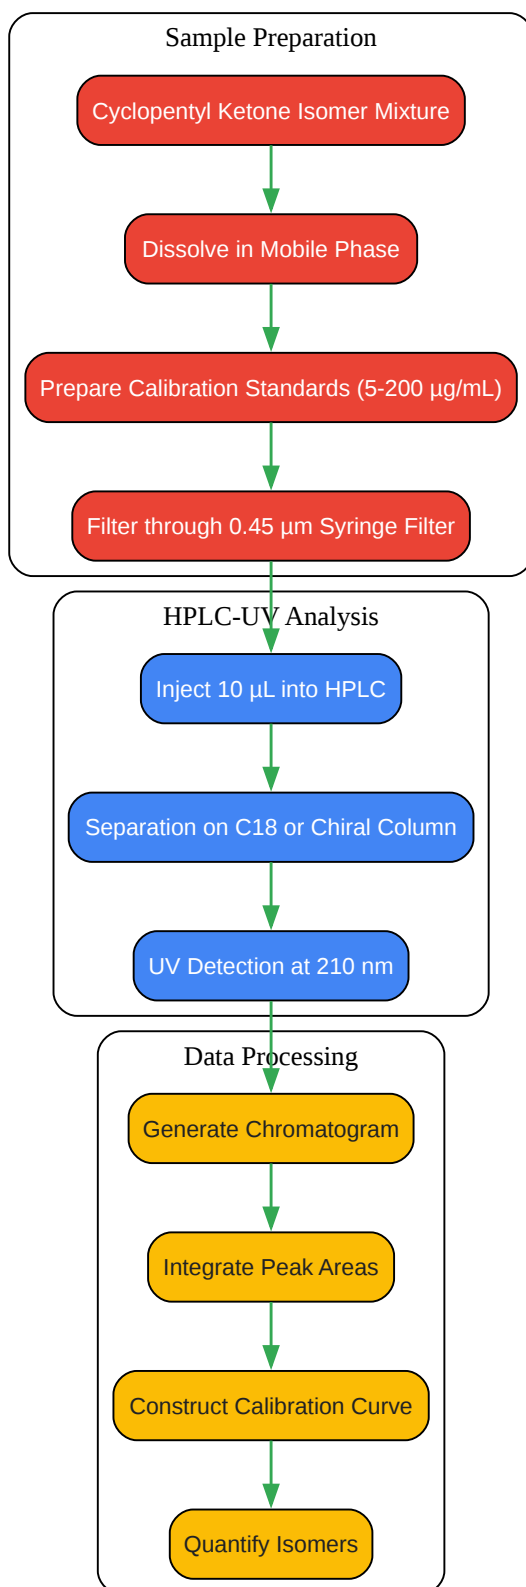 Sample Preparation
Cyclopentyl Ketone Isomer Mixture
Dissolve in Mobile Phase
Prepare Calibration Standards (5-200 µg/mL)
Filter through 0.45 µm Syringe Filter
HPLC-UV Analysis
Inject 10 µL into HPLC
Separation on C18 or Chiral Column
UV Detection at 210 nm
Data Processing
Generate Chromatogram
Integrate Peak Areas
Construct Calibration Curve
Quantify Isomers